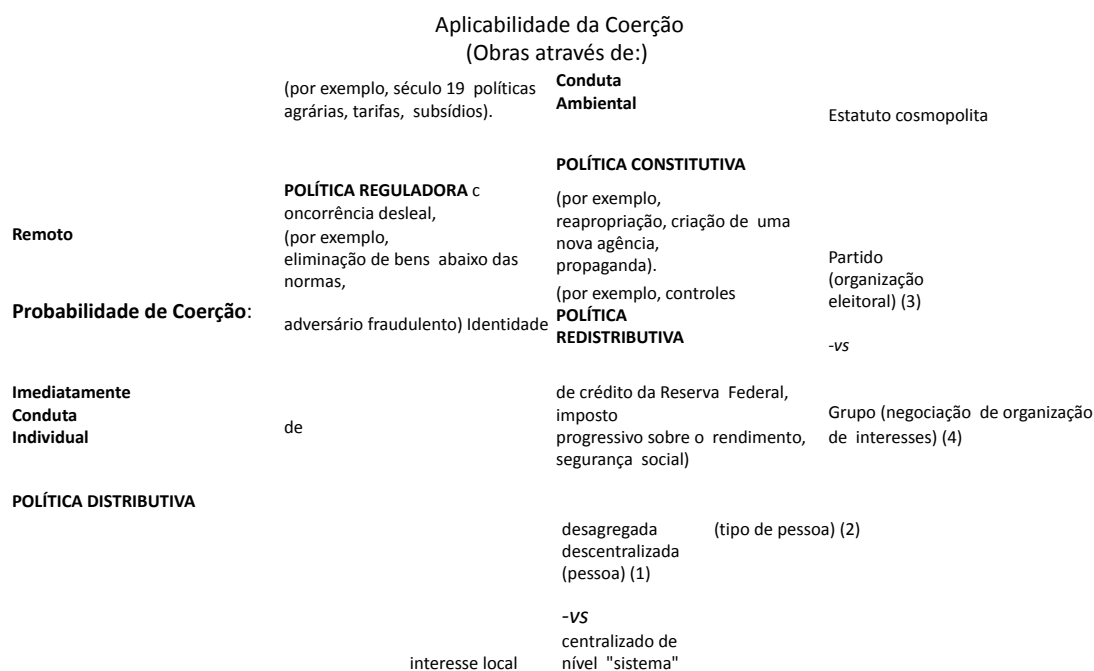 Aplicabilidade da Coerção
(Obras através de:)
(por exemplo, século 19 políticas
agrárias, tarifas, subsídios).
Conduta
Ambiental
Estatuto cosmopolita
POLÍTICA CONSTITUTIVA
POLÍTICA REGULADORA c
oncorrência desleal,
(por exemplo,
eliminação de bens abaixo das
normas,
(por exemplo,
reapropriação, criação de uma
nova agência,
propaganda).
Remoto
Partido
(organização
eleitoral) (3)
Probabilidade de Coerção:
adversário fraudulento) Identidade
(por exemplo, controles
POLÍTICA
REDISTRIBUTIVA
-vs
Imediatamente
Conduta
Individual
de
de crédito da Reserva Federal,
imposto
progressivo sobre o rendimento,
segurança social)
Grupo (negociação de organização
de interesses) (4)
POLÍTICA DISTRIBUTIVA
desagregada
descentralizada
(pessoa) (1)
(tipo de pessoa) (2)
-vs
centralizado de
interesse local
nível "sistema"